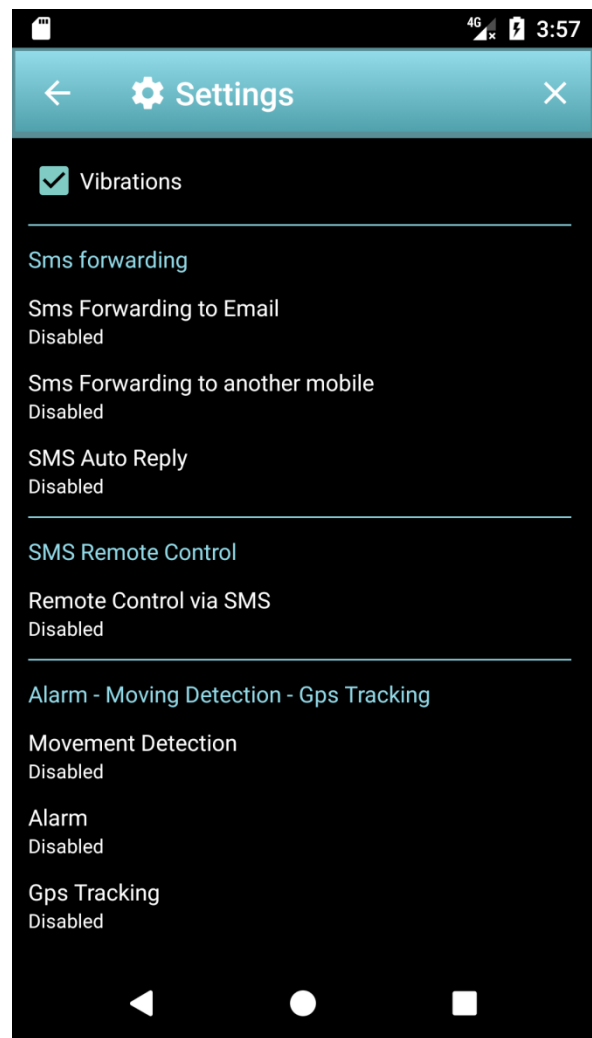 4G 3:57
Settings
Vibrations
Sms forwarding
Sms Forwarding to Email
Disabled
Sms Forwarding to another mobile
Disabled
SMS Auto Reply
Disabled
SMS Remote Control
Remote Control via SMS
Disabled
Alarm - Moving Detection - Gps Tracking
Movement Detection
Disabled
Alarm
Disabled
Gps Tracking
Disabled